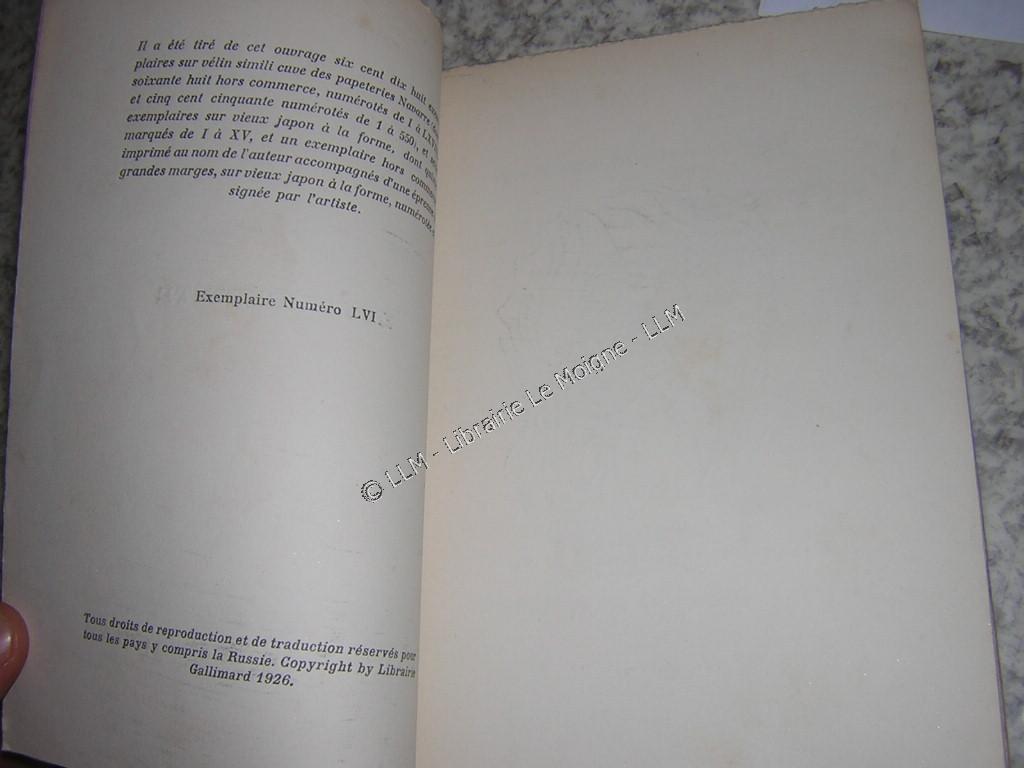 Il a été tiré de cet ouvrage six cent dix huit
plaires sur vélin simili cuve des papeteries Navarre
soixante huit hors commerce, numérotés de I à
et cinq cent cinquante numérotés de 1 à 550, et
exemplaires sur vieux japon à la forme, dont
marqués de I à XV, et un exemplaire hors
imprimé au nom de l'auteur accompagnés d'une épreuve
grandes marges, sur vieux japon à la forme, numérotée
signée par l'artiste.
Exemplaire Numéro LVI
Tous droits de reproduction et de traduction réservés pour
tous les pays y compris la Russie. Copyright by Librairie
Gallimard 1926.
© LLM - Librairie Le Moigne - LLM